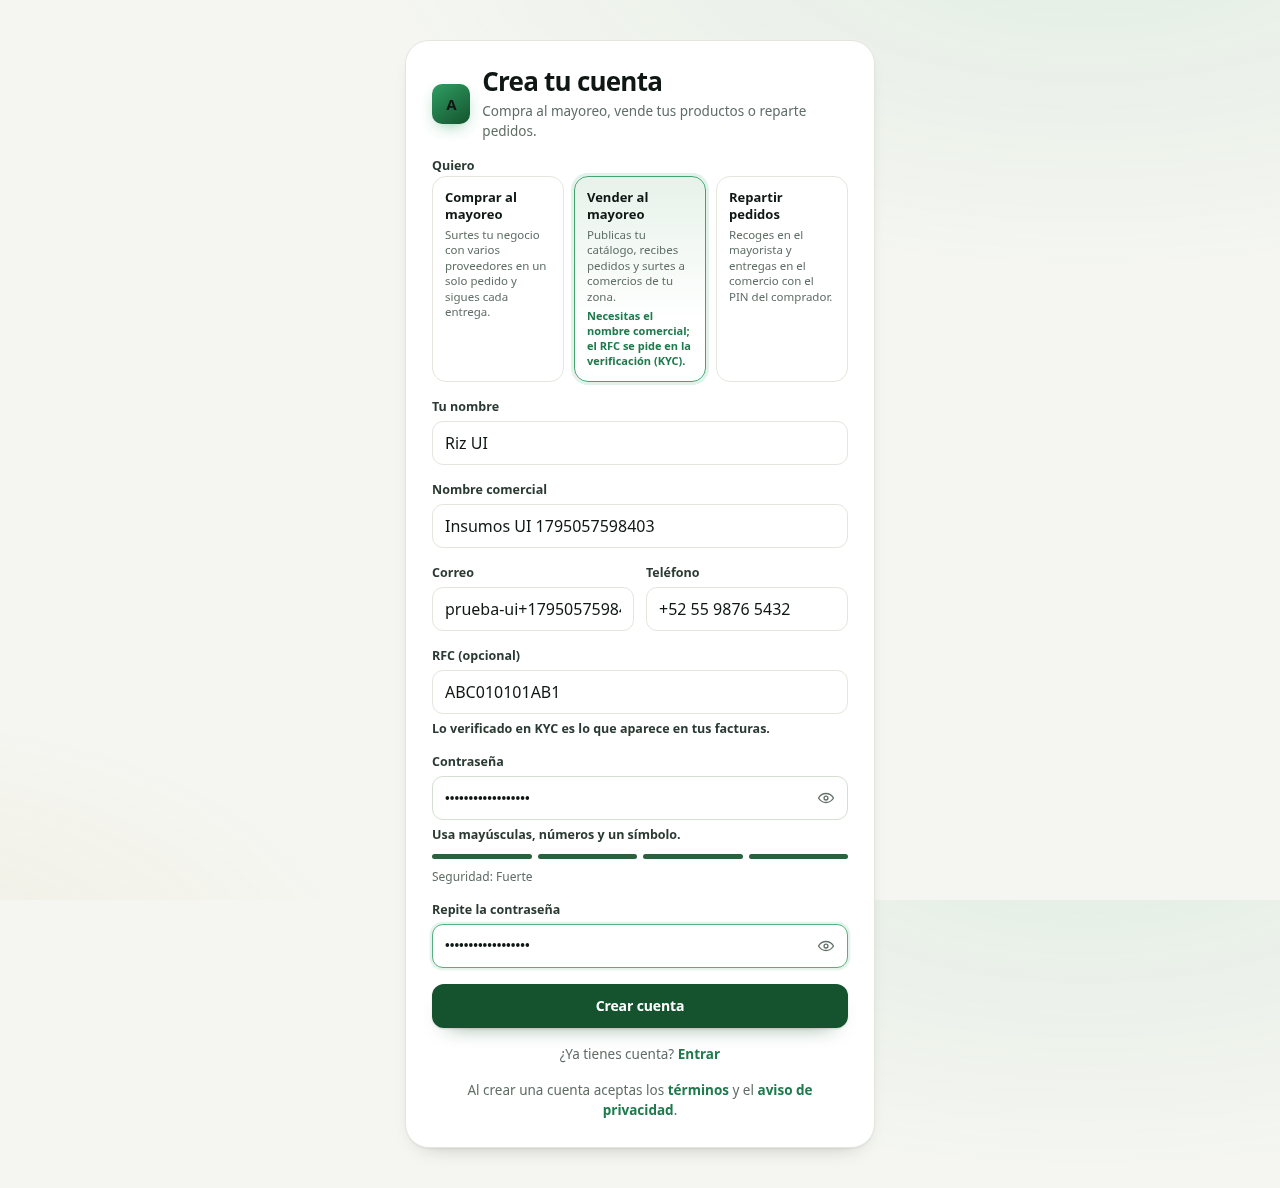 A
Crea tu cuenta
Compra al mayoreo, vende tus productos o reparte
pedidos.
Quiero
Comprar al
mayoreo
Surtes tu negocio
con varios
proveedores en un
solo pedido y
sigues cada
entrega.
Vender al
mayoreo
Publicas tu
catálogo, recibes
pedidos y surtes a
comercios de tu
zona.
Necesitas el
nombre comercial;
el RFC se pide en la
verificación (KYC).
Repartir
pedidos
Recoges en el
mayorista y
entregas en el
comercio con el
PIN del comprador.
Tu nombre
Riz UI
Nombre comercial
Insumos UI 1795057598403
Correo
Teléfono
prueba-ui+1795057598
+52 55 9876 5432
RFC (opcional)
ABC010101AB1
Lo verificado en KYC es lo que aparece en tus facturas.
Contraseña
••••••••••••••••••
Usa mayúsculas, números y un símbolo.
Seguridad: Fuerte
Repite la contraseña
••••••••••••••••••
Crear cuenta
¿Ya tienes cuenta? Entrar
Al crear una cuenta aceptas los términos y el aviso de
privacidad.